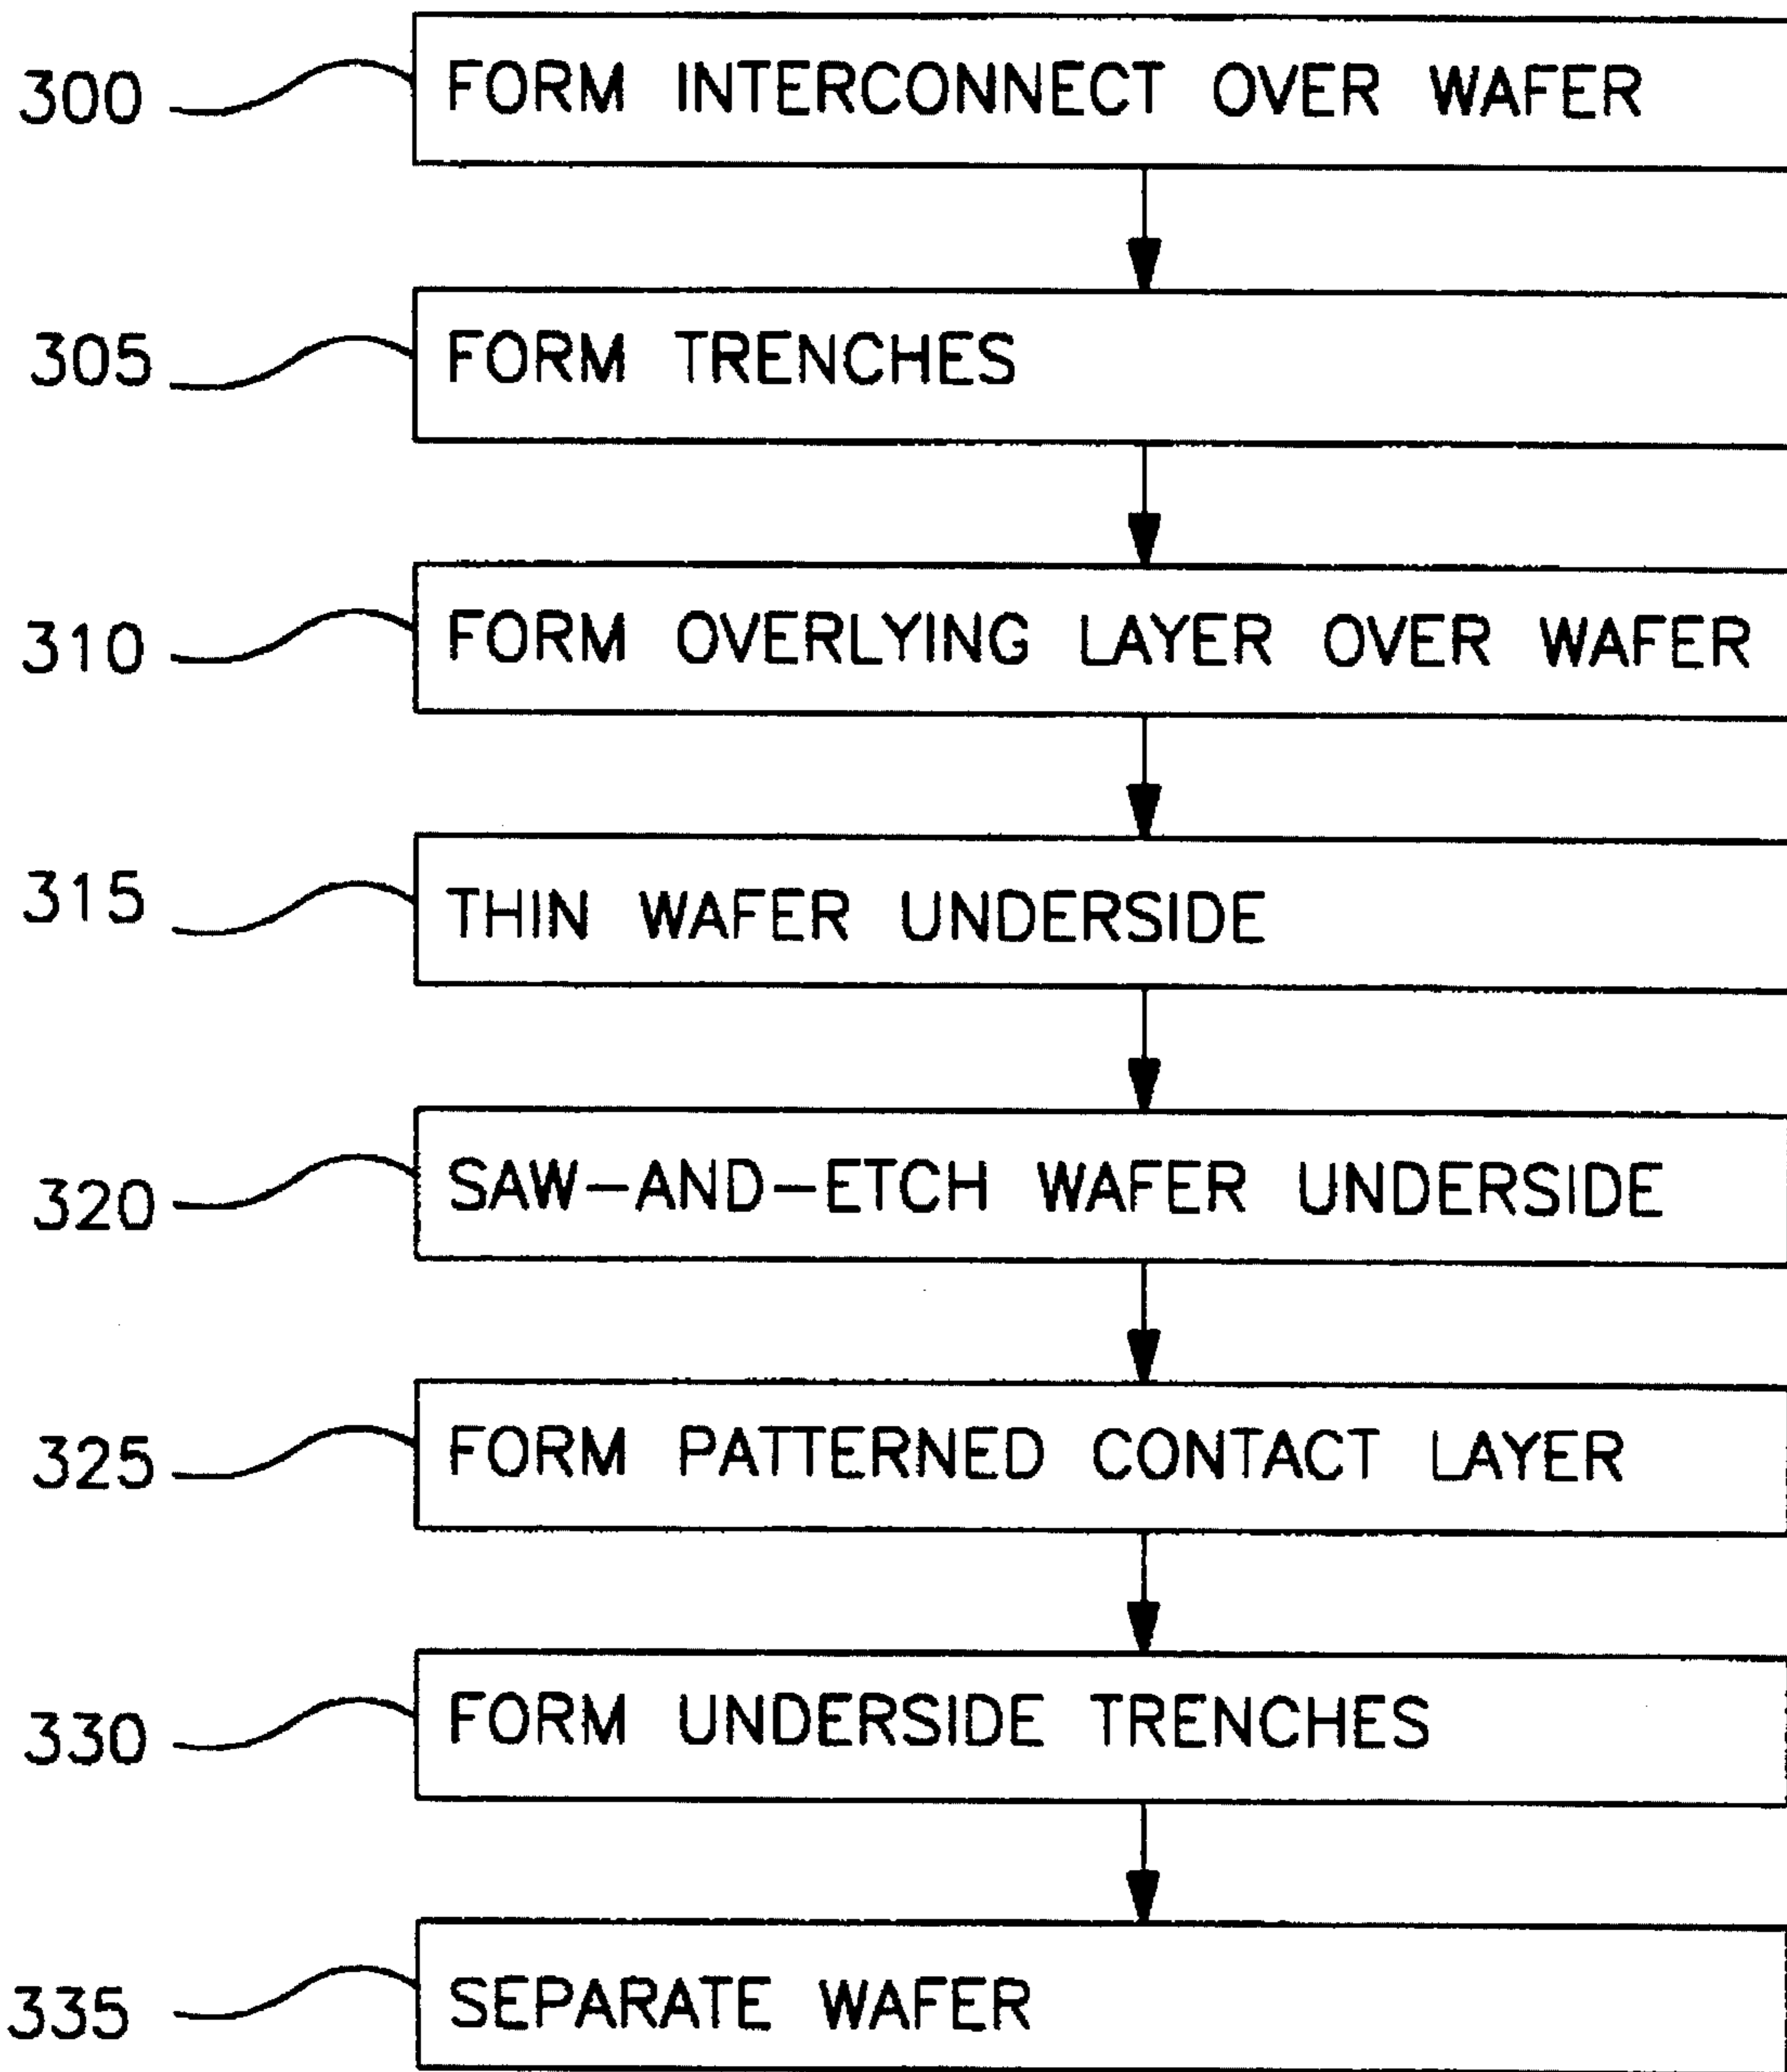 300 FORM INTERCONNECT OVER WAFER
305 FORM TRENCHES
310 FORM OVERLYING LAYER OVER WAFER
315 THIN WAFER UNDERSIDE
320 SAW-AND-ETCH WAFER UNDERSIDE
325 FORM PATTERNED CONTACT LAYER
330 FORM UNDERSIDE TRENCHES
335 SEPARATE WAFER